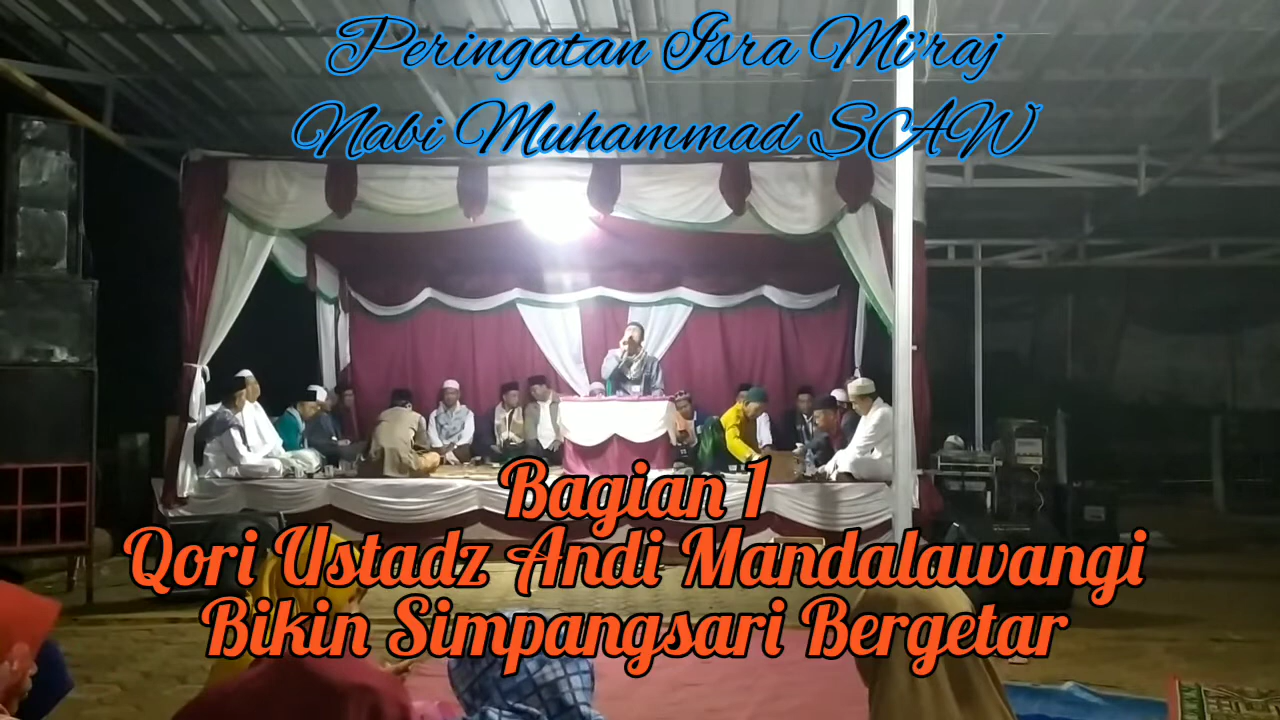 Peringatan Isra Mi'raj
Nabi Muhammad SAW
Bagian 1
Qori Ustadz Andi Mandalawangi
Bikin Simpangsari Bergetar